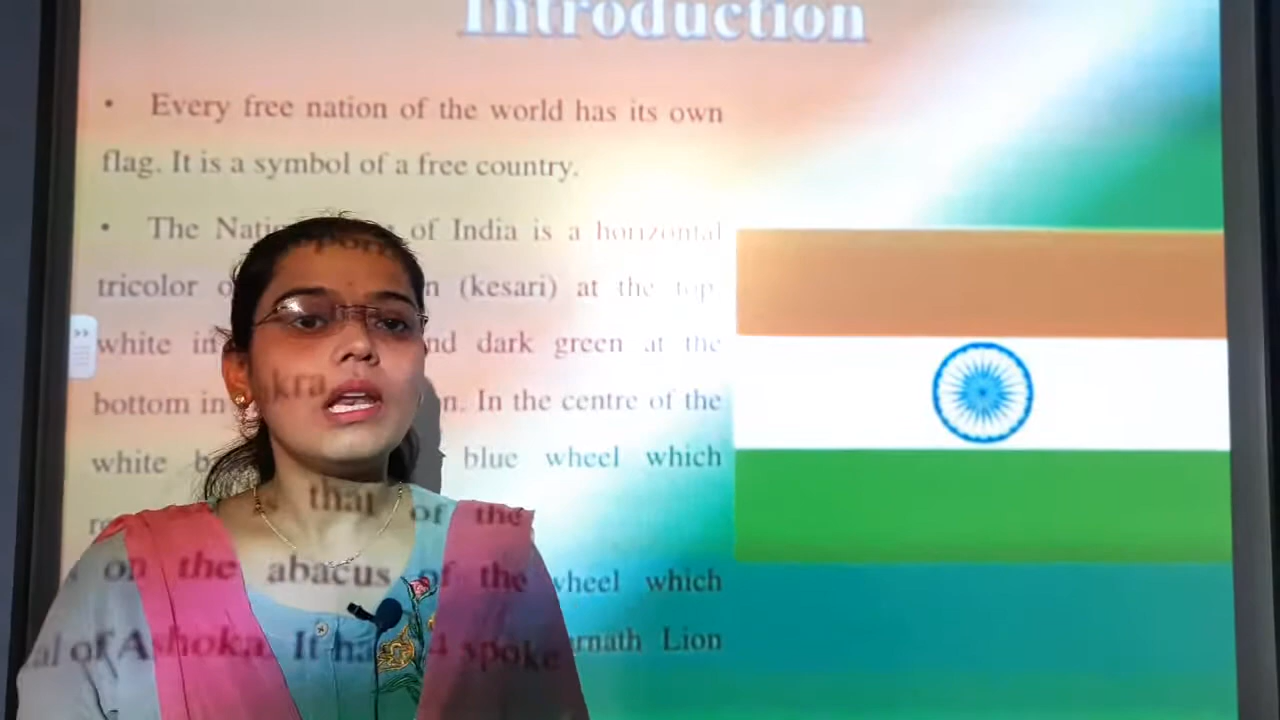 Introduction
• Every free nation of the world has its own
flag. It is a symbol of a free country.
• The of India is a horizontal
tricolor (kesari) at the top,
white in dark green at the
bottom in In the centre of the
white blue wheel which
kra
that of the
on the abacus of the wheel which
of Ashoka. It ha 4 spoke rnath Lion